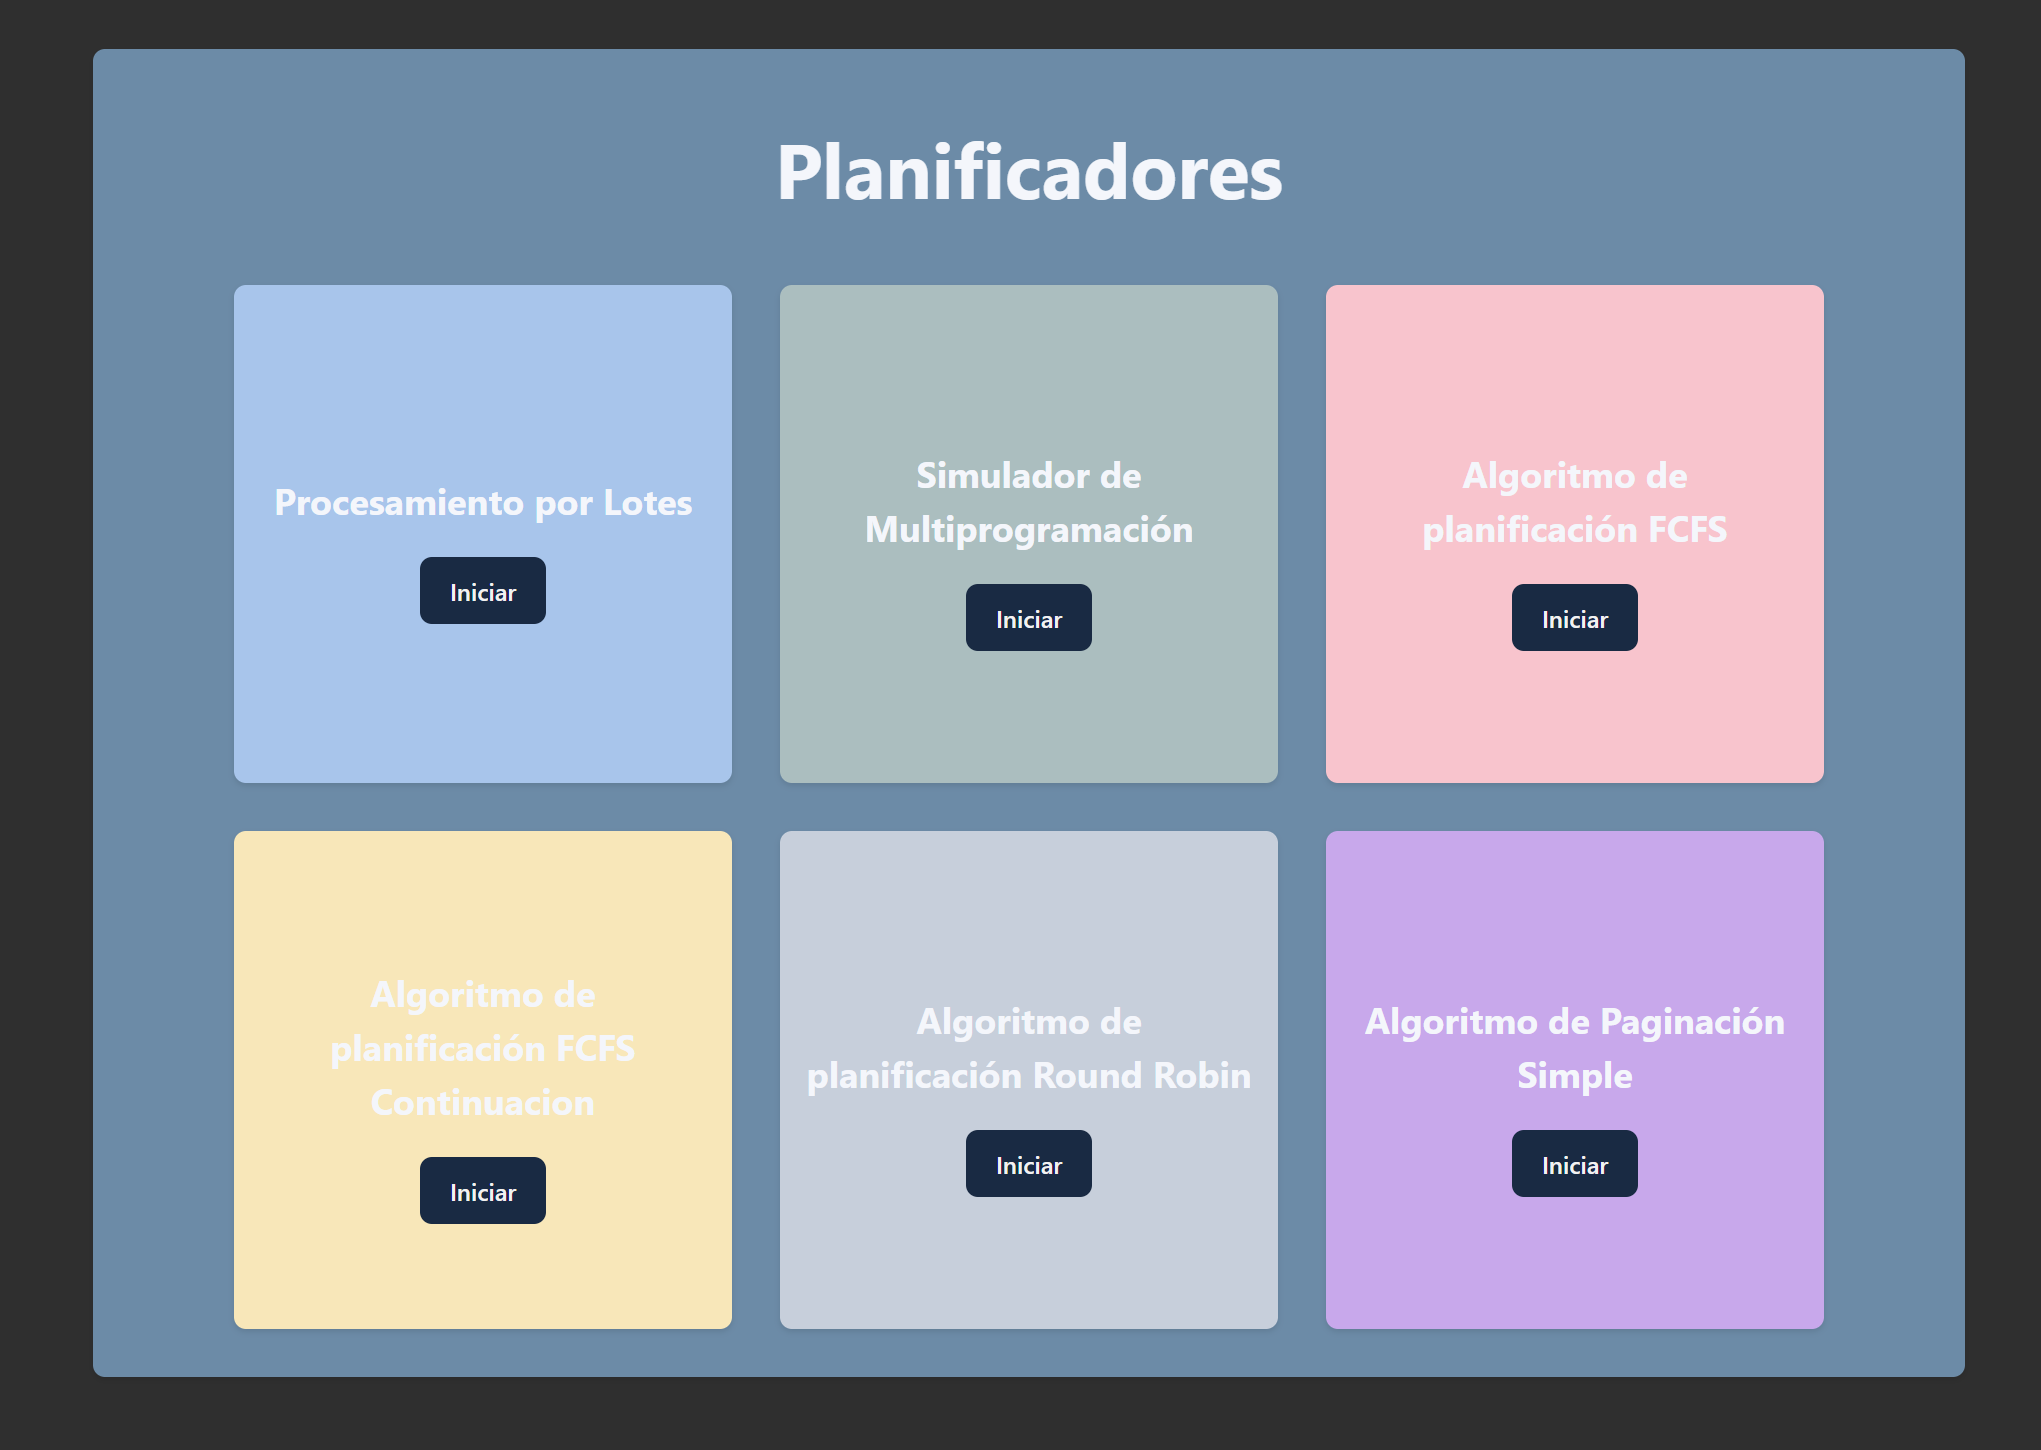 Planificadores
Procesamiento por Lotes
Iniciar
Simulador de
Multiprogramación
Iniciar
Algoritmo de
planificación FCFS
Iniciar
Algoritmo de
planificación FCFS
Continuacion
Iniciar
Algoritmo de
planificación Round Robin
Iniciar
Algoritmo de Paginación
Simple
Iniciar